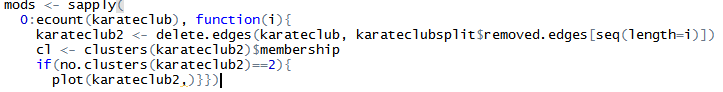 mods <- sapply(
0:ecount(karateclub), function(i){
karateclub2 <- delete.edges(karateclub, karateclubsplit$removed.edges[seq(length=i)])
cl <- clusters(karateclub2)$membership
if(no.clusters(karateclub2)==2){
plot(karateclub2,)}})